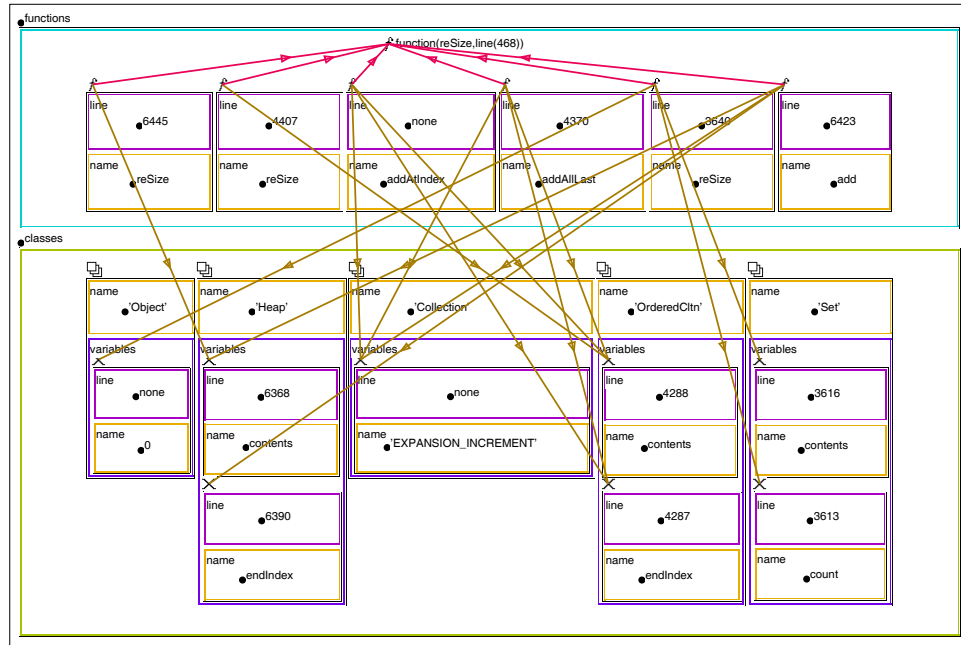 functions
function(reSize,line(468))
line line line line line line
6445 4407 none 4370 3640 6423
name name name name name name
reSize reSize addAtIndex addAllLast reSize add
classes
name name name name name
'Object' 'Heap' 'Collection' 'OrderedCltn' 'Set'
variables variables variables variables variables
line line line line line
none 6368 none 4288 3616
name name name name name
0 contents 'EXPANSION_INCREMENT' contents contents
line line line
6390 4287 3613
name name name
endIndex endIndex count